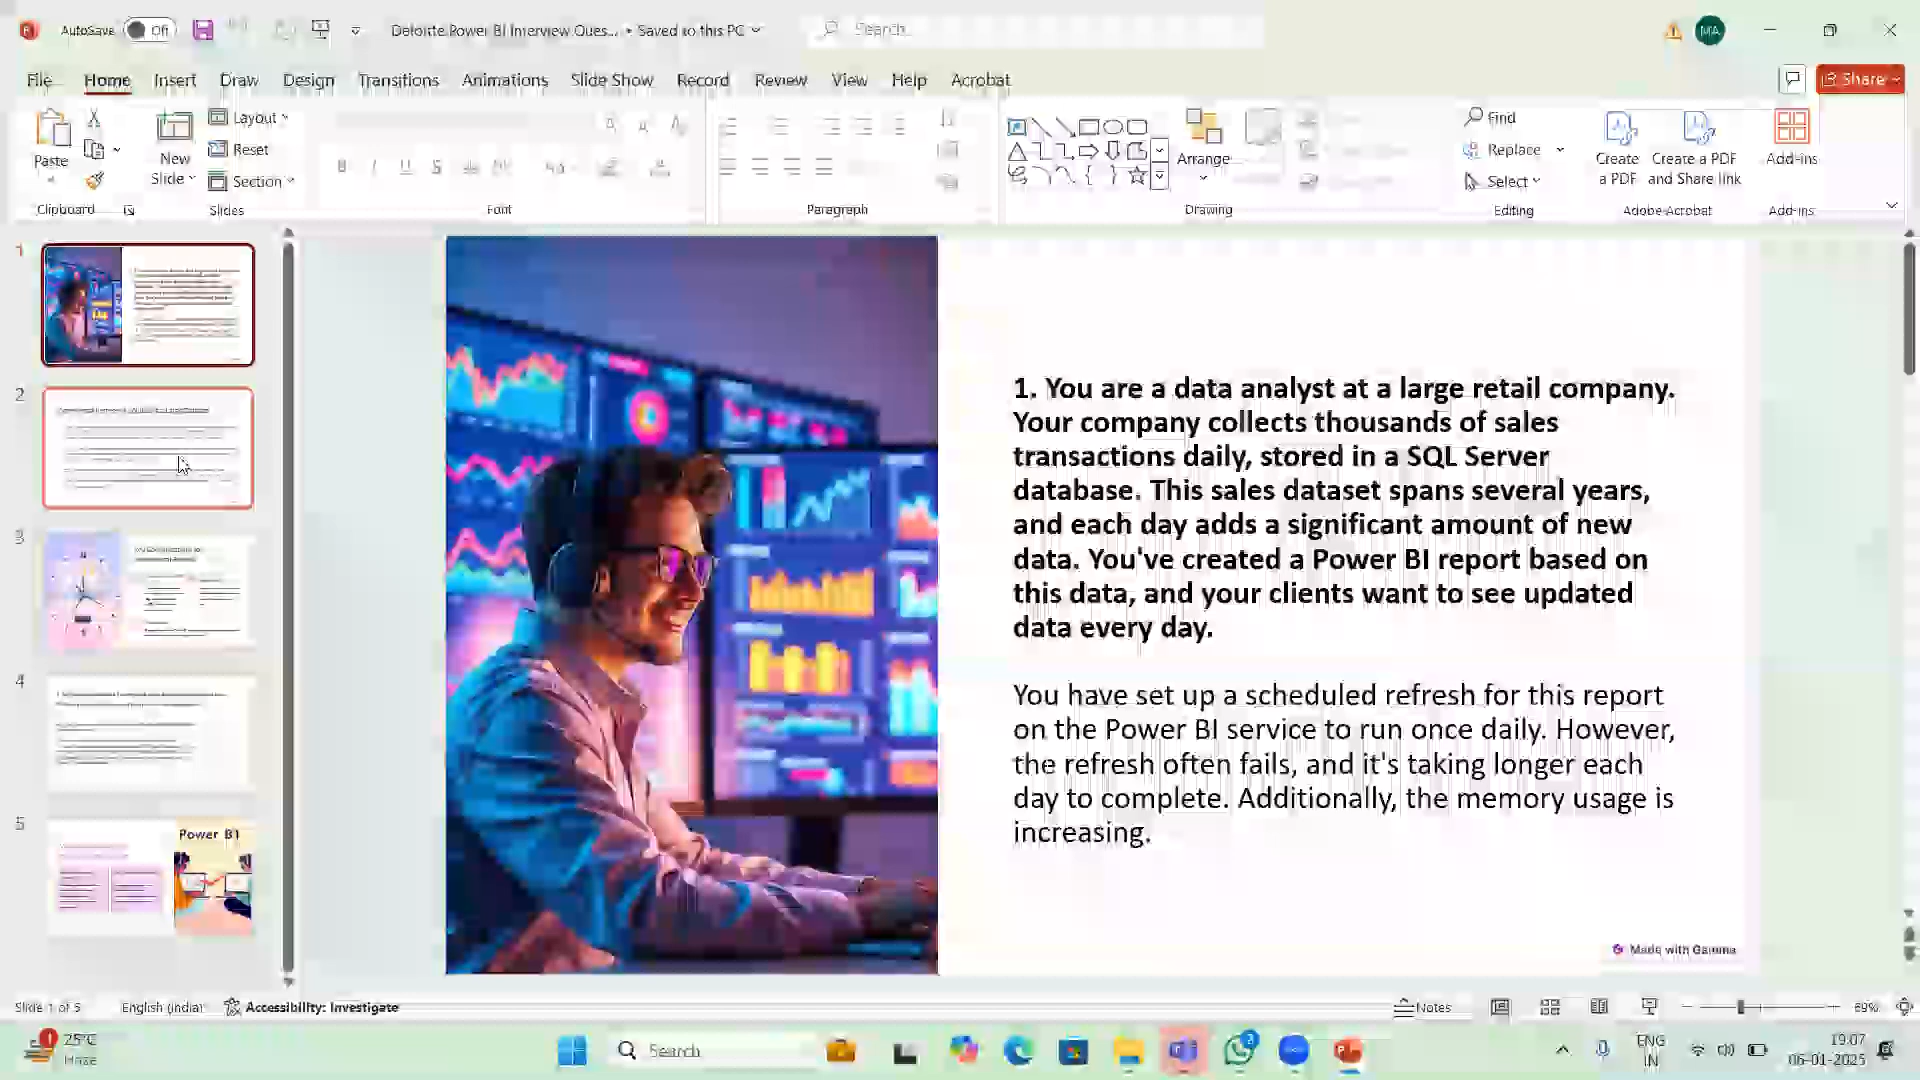 AutoSave Off Deloitte Power BI Interview Ques... • Saved to this PC Search MA
File Home Insert Draw Design Transitions Animations Slide Show Record Review View Help Acrobat Share
Paste
New
Slide
Layout
Reset
Section
Arrange
Find
Replace
Select
Create
a PDF
Create a PDF
and Share link
Add-ins
Clipboard Slides Font Paragraph Drawing Editing Adobe Acrobat Add-ins
1
2
3
4
5
Power BI
1. You are a data analyst at a large retail company.
Your company collects thousands of sales
transactions daily, stored in a SQL Server
database. This sales dataset spans several years,
and each day adds a significant amount of new
data. You've created a Power BI report based on
this data, and your clients want to see updated
data every day.
You have set up a scheduled refresh for this report
on the Power BI service to run once daily. However,
the refresh often fails, and it's taking longer each
day to complete. Additionally, the memory usage is
increasing.
Made with Gamma
Slide 1 of 5 English (India) Accessibility: Investigate Notes 69%
25°C
Haze
Search
ENG
IN
19:07
06-01-2025